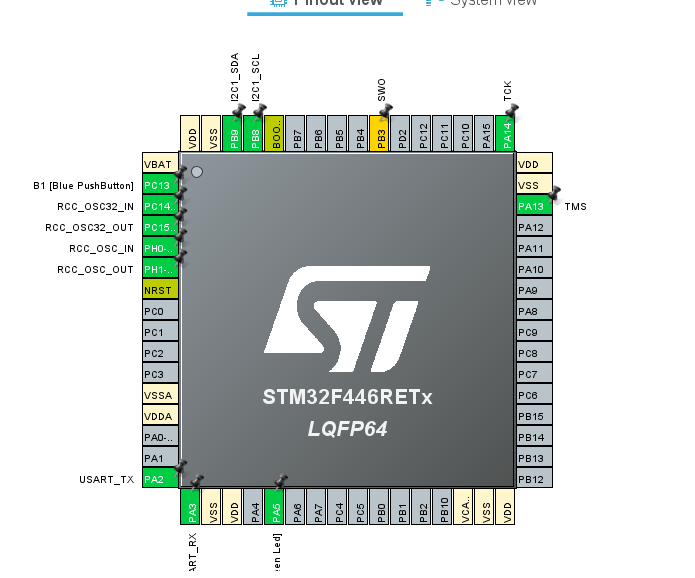 Pinout view
System view
I2C1_SDA
I2C1_SCL
SWO
TCK
VDD
VSS
PB9
PB8
BOO..
PB7
PB6
PB5
PB4
PB3
PD2
PC12
PC11
PC10
PA15
PA14
VBAT
B1 [Blue PushButton]
PC13
RCC_OSC32_IN
PC14..
RCC_OSC32_OUT
PC15..
RCC_OSC_IN
PH0-..
RCC_OSC_OUT
PH1-..
NRST
PC0
PC1
PC2
PC3
VSSA
VDDA
PA0-..
PA1
USART_TX
PA2
VDD
VSS
PA13
TMS
PA12
PA11
PA10
PA9
PA8
PC9
PC8
PC7
PC6
PB15
PB14
PB13
PB12
ST
STM32F446RETx
LQFP64
PA3
VSS
VDD
PA4
PA5
PA6
PA7
PC4
PC5
PB0
PB1
PB2
PB10
VCA..
VSS
VDD
ART_RX
en Led]